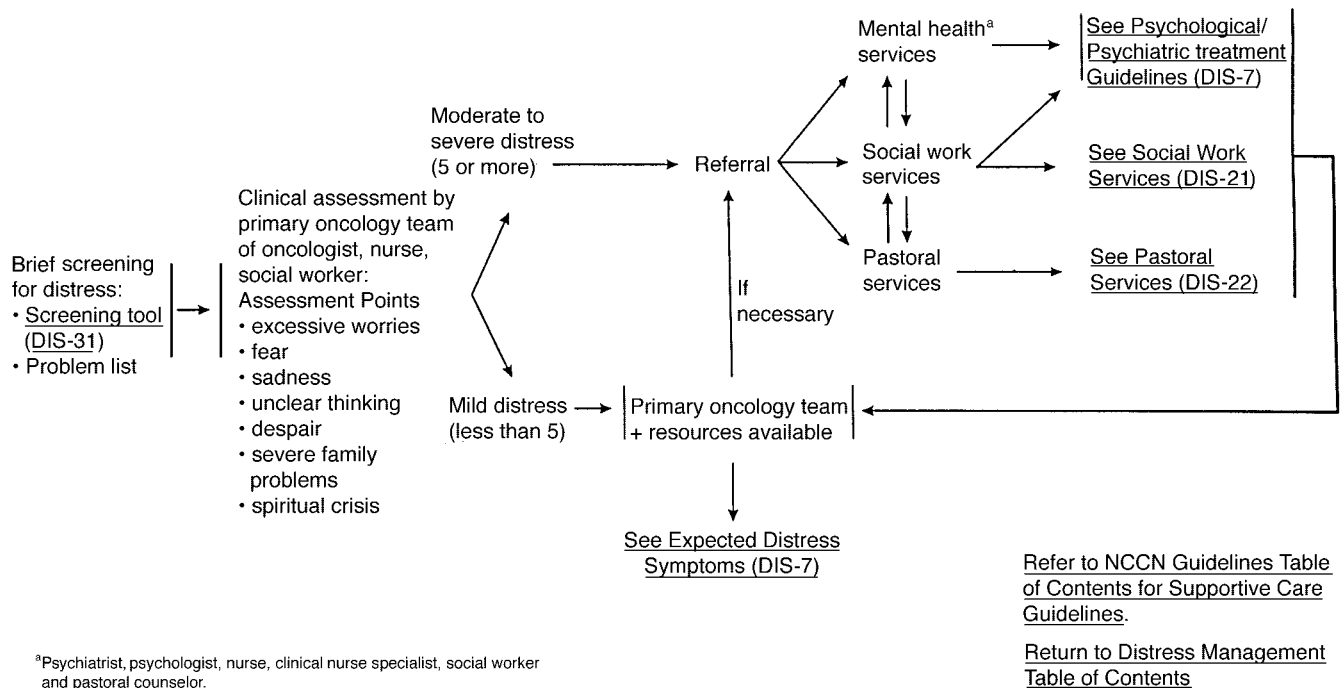 Brief screening
for distress:
• Screening tool
(DIS-31)
• Problem list
Clinical assessment by
primary oncology team
of oncologist, nurse,
social worker:
Assessment Points
• excessive worries
• fear
• sadness
• unclear thinking
• despair
• severe family
problems
• spiritual crisis
Moderate to
severe distress
(5 or more)
Mild distress
(less than 5)
Referral
If
necessary
Primary oncology team
+ resources available
See Expected Distress
Symptoms (DIS-7)
Mental healthᵃ
services
Social work
services
Pastoral
services
See Psychological/
Psychiatric treatment
Guidelines (DIS-7)
See Social Work
Services (DIS-21)
See Pastoral
Services (DIS-22)
Refer to NCCN Guidelines Table
of Contents for Supportive Care
Guidelines.
Return to Distress Management
Table of Contents
ᵃPsychiatrist, psychologist, nurse, clinical nurse specialist, social worker
and pastoral counselor.